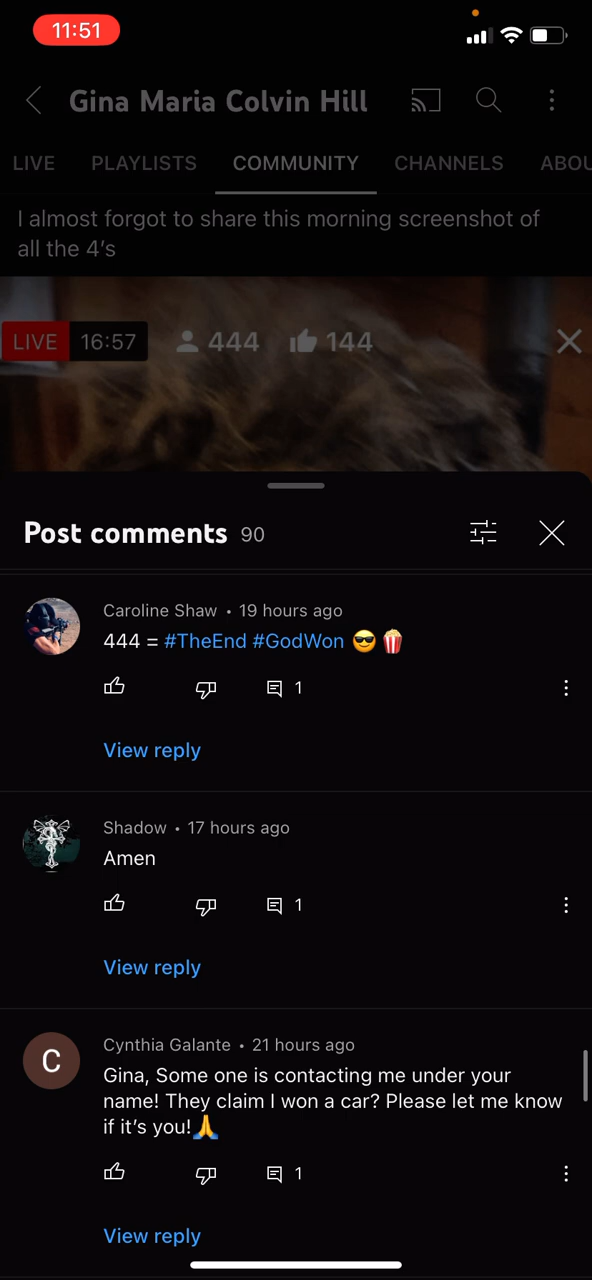 11:51
Gina Maria Colvin Hill
LIVE PLAYLISTS COMMUNITY CHANNELS ABOU
I almost forgot to share this morning screenshot of
all the 4's
LIVE 16:57 444 144
Post comments 90
Caroline Shaw • 19 hours ago
444 = #TheEnd #GodWon 😎🍿
1
View reply
Shadow • 17 hours ago
Amen
1
View reply
C
Cynthia Galante • 21 hours ago
Gina, Some one is contacting me under your
name! They claim I won a car? Please let me know
if it's you!🙏
1
View reply